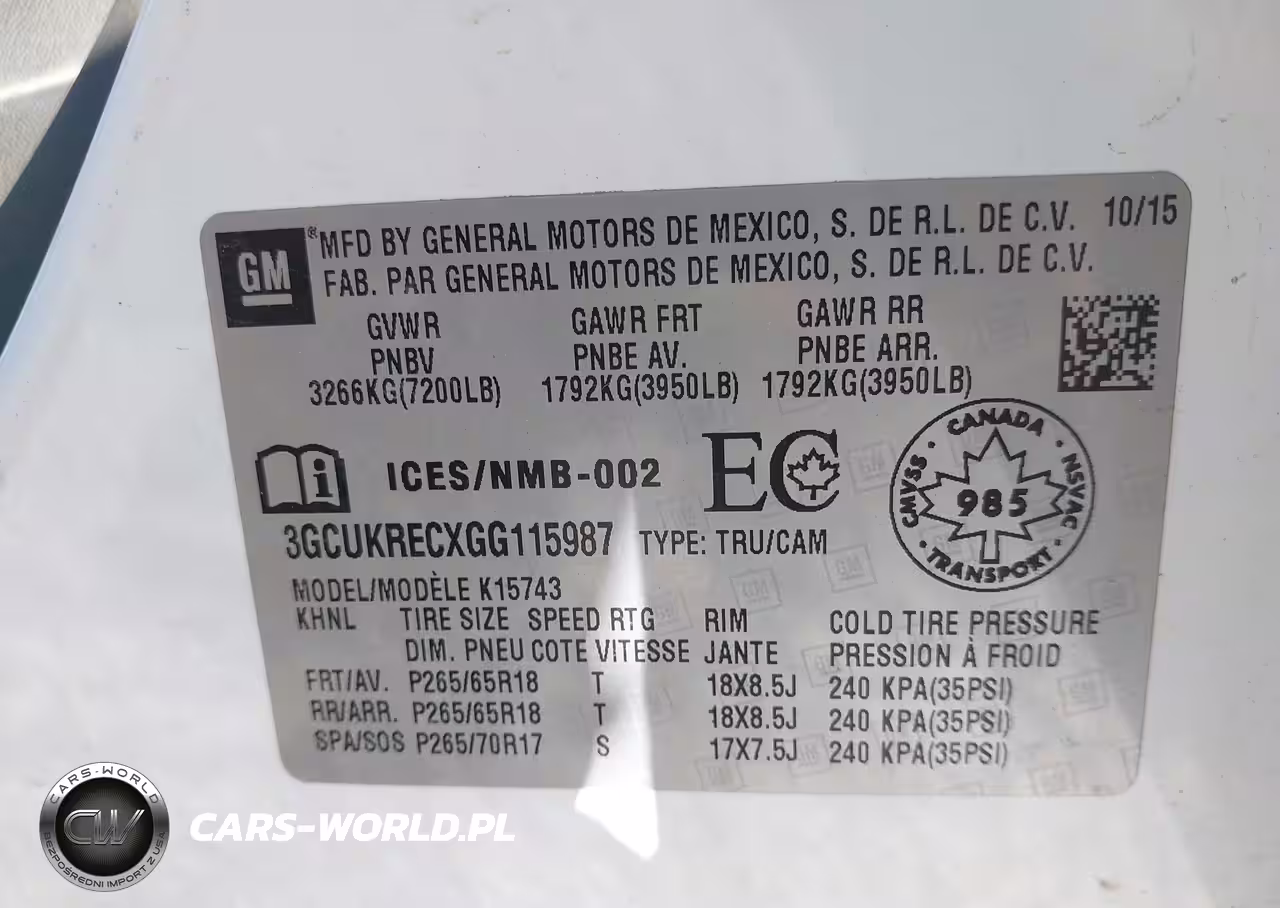 GM
®MFD BY GENERAL MOTORS DE MEXICO, S. DE R.L. DE C.V. 10/15
FAB. PAR GENERAL MOTORS DE MEXICO, S. DE R.L. DE C.V.
GVWR GAWR FRT GAWR RR
PNBV PNBE AV. PNBE ARR.
3266KG(7200LB) 1792KG(3950LB) 1792KG(3950LB)
i ICES/NMB-002 EC
CANADA
CMVSS 985 NSVAC
TRANSPORT
3GCUKRECXGG115987 TYPE: TRU/CAM
MODEL/MODÈLE K15743
KHNL TIRE SIZE SPEED RTG RIM COLD TIRE PRESSURE
DIM. PNEU COTE VITESSE JANTE PRESSION À FROID
FRT/AV. P265/65R18 T 18X8.5J 240 KPA(35PSI)
RR/ARR. P265/65R18 T 18X8.5J 240 KPA(35PSI)
SPA/SOS P265/70R17 S 17X7.5J 240 KPA(35PSI)
CARS-WORLD
CW
BEZPOŚREDNI IMPORT Z USA
CARS-WORLD.PL